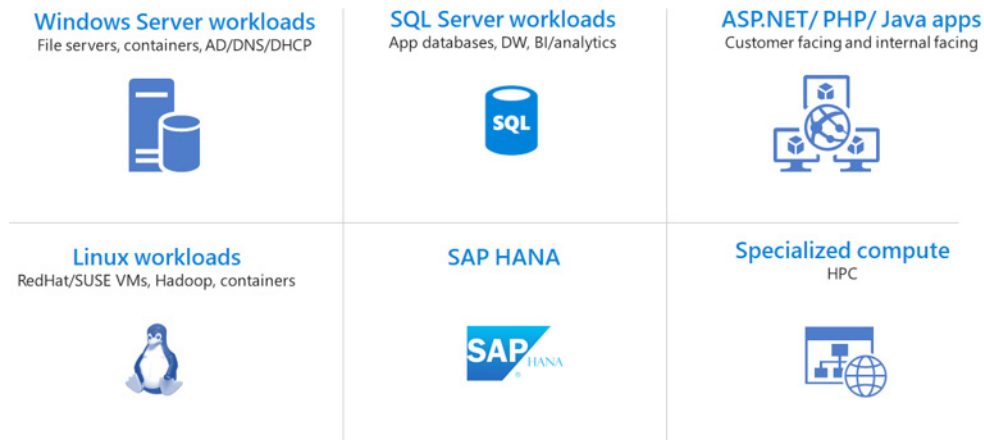 Windows Server workloads
File servers, containers, AD/DNS/DHCP
SQL Server workloads
App databases, DW, BI/analytics
SQL
ASP.NET/ PHP/ Java apps
Customer facing and internal facing
Linux workloads
RedHat/SUSE VMs, Hadoop, containers
SAP HANA
SAP HANA
®
Specialized compute
HPC